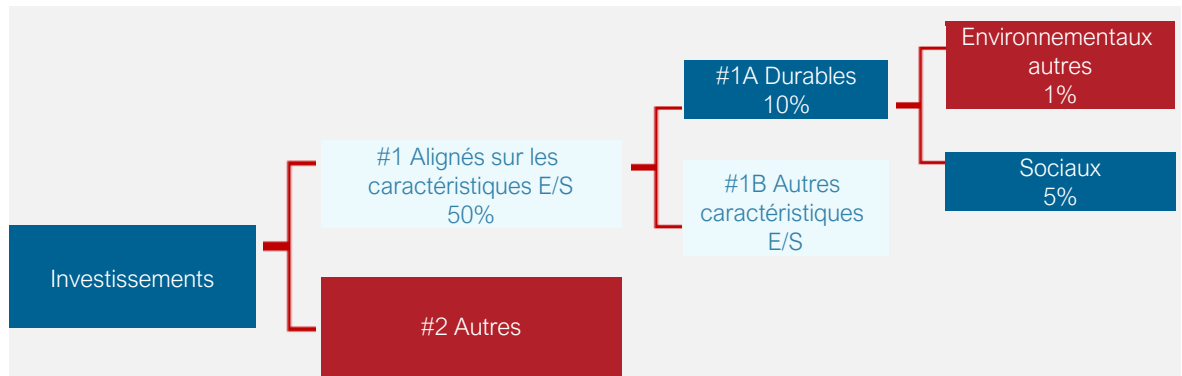 Investissements
#1 Alignés sur les
caractéristiques E/S
50%
#2 Autres
#1A Durables
10%
#1B Autres
caractéristiques
E/S
Environnementaux
autres
1%
Sociaux
5%